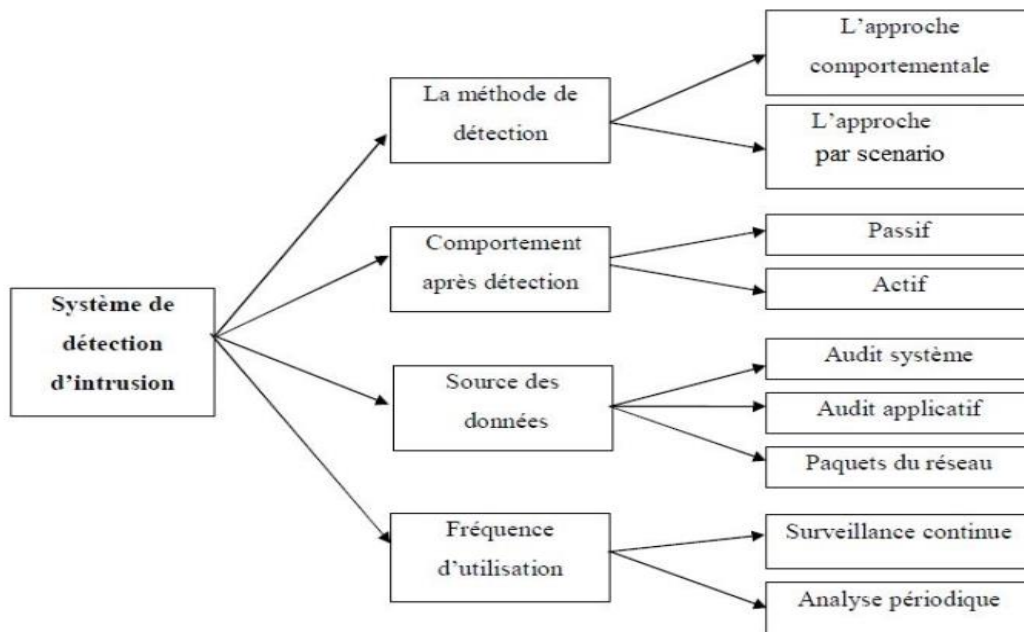 Système de
détection
d'intrusion
La méthode de
détection
L'approche
comportementale
L'approche
par scenario
Comportement
après détection
Passif
Actif
Source des
données
Audit système
Audit applicatif
Paquets du réseau
Fréquence
d'utilisation
Surveillance continue
Analyse périodique